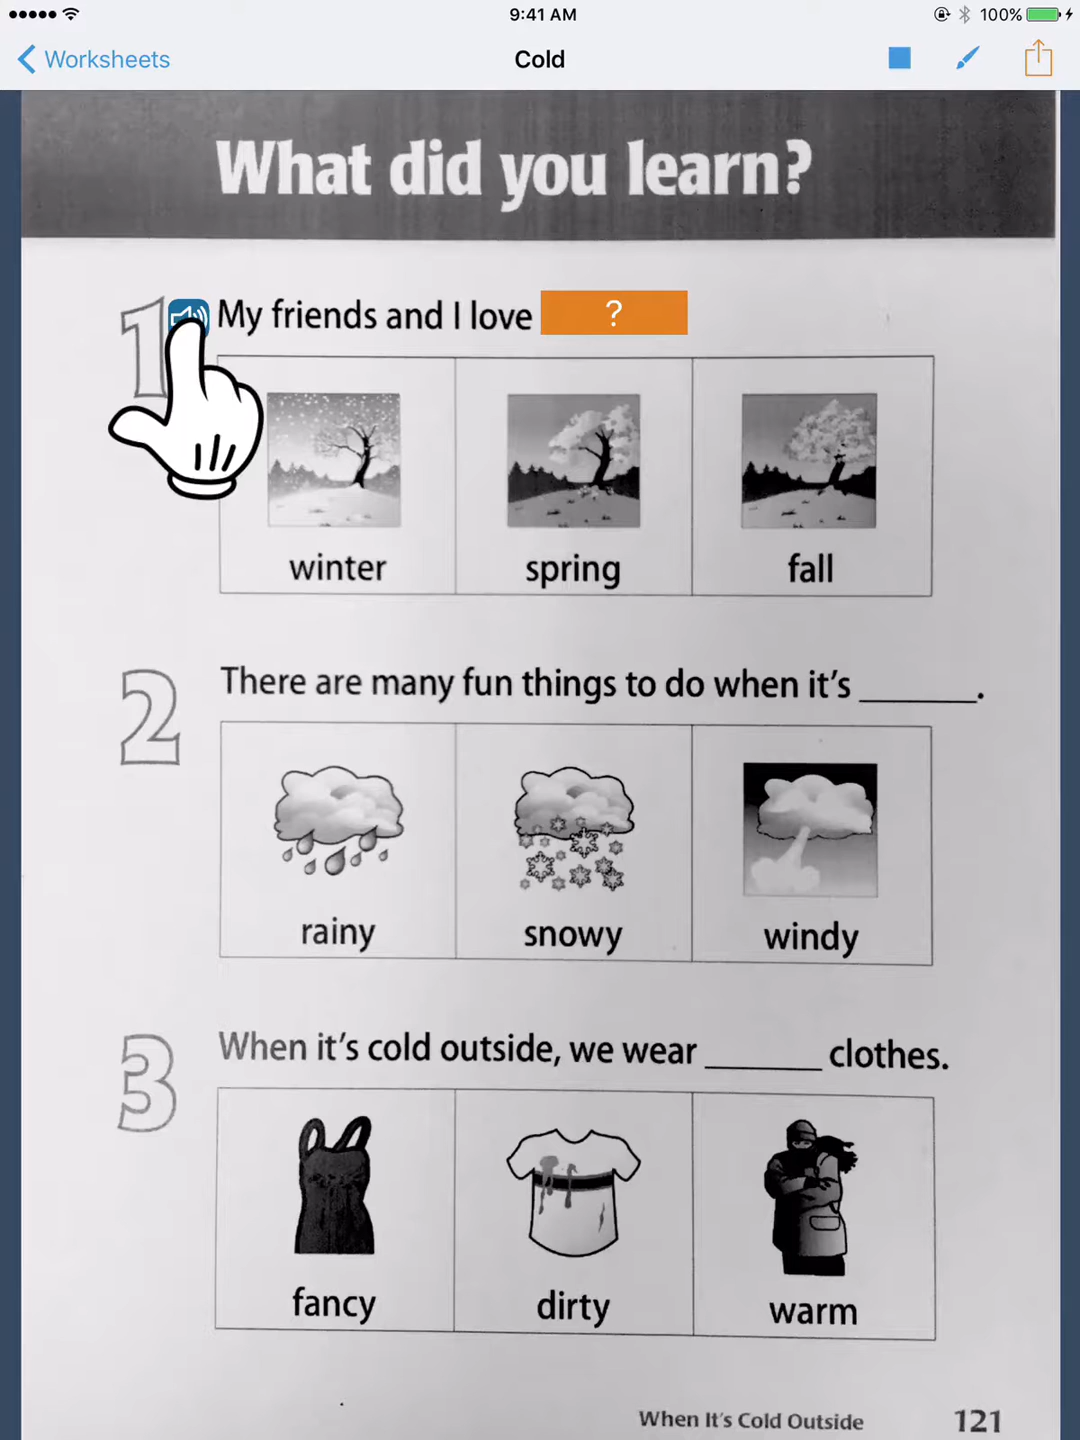 9:41 AM
100%
Worksheets
Cold
What did you learn?
1 My friends and I love ?
winter spring fall
2 There are many fun things to do when it's ______.
rainy snowy windy
3 When it's cold outside, we wear ______ clothes.
fancy dirty warm
When It's Cold Outside 121